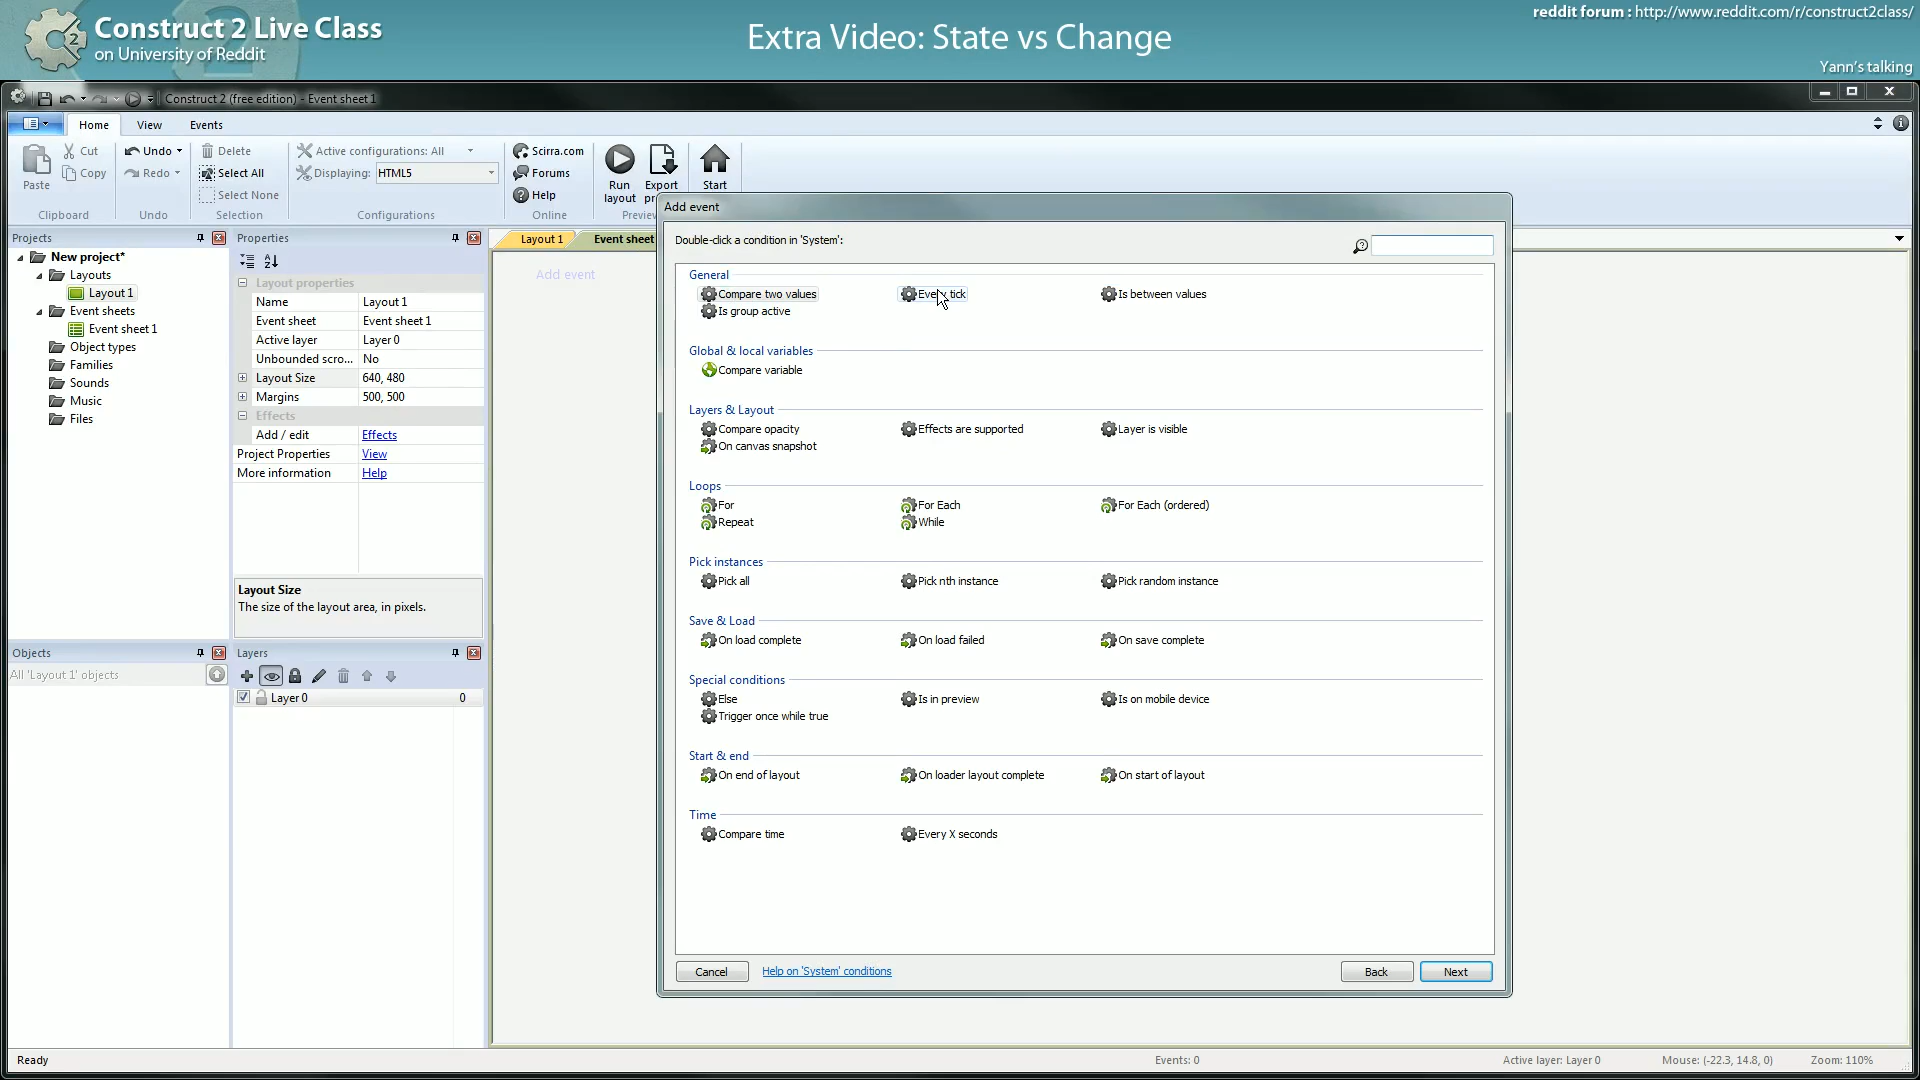 Construct 2 Live Class
on University of Reddit
Extra Video: State vs Change
reddit forum : http://www.reddit.com/r/construct2class/
Yann's talking
Construct 2 (free edition) - Event sheet 1
Home View Events
Paste
Cut
Copy
Clipboard
Undo
Redo
Undo
Delete
Select All
Select None
Selection
Active configurations: All
Displaying: HTML5
Configurations
Scirra.com
Forums
Help
Online
Run
layout
Export
Start
Projects
New project*
Layouts
Layout 1
Event sheets
Event sheet 1
Object types
Families
Sounds
Music
Files
Properties
Layout properties
Name Layout 1
Event sheet Event sheet 1
Active layer Layer 0
Unbounded scro... No
Layout Size 640, 480
Margins 500, 500
Effects
Add / edit Effects
Project Properties View
More information Help
Layout Size
The size of the layout area, in pixels.
Objects
All 'Layout 1' objects
Layers
Layer 0 0
Layout 1
Event sheet
Add event
Add event
Double-click a condition in 'System':
General
Compare two values Every tick Is between values
Is group active
Global & local variables
Compare variable
Layers & Layout
Compare opacity Effects are supported Layer is visible
On canvas snapshot
Loops
For For Each For Each (ordered)
Repeat While
Pick instances
Pick all Pick nth instance Pick random instance
Save & Load
On load complete On load failed On save complete
Special conditions
Else Is in preview Is on mobile device
Trigger once while true
Start & end
On end of layout On loader layout complete On start of layout
Time
Compare time Every X seconds
Cancel Help on 'System' conditions Back Next
Ready Events: 0 Active layer: Layer 0 Mouse: (-22.3, 14.8, 0) Zoom: 110%